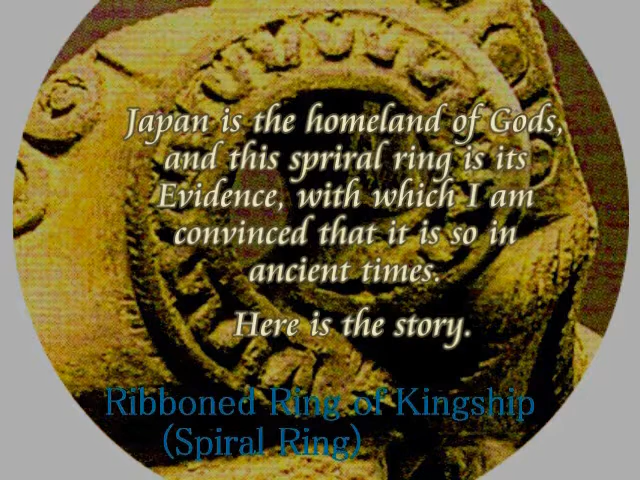 Japan is the homeland of Gods,
and this spriral ring is its
Evidence, with which I am
convinced that it is so in
ancient times.
Here is the story.
Ribboned Ring of Kingship
(Spiral Ring)